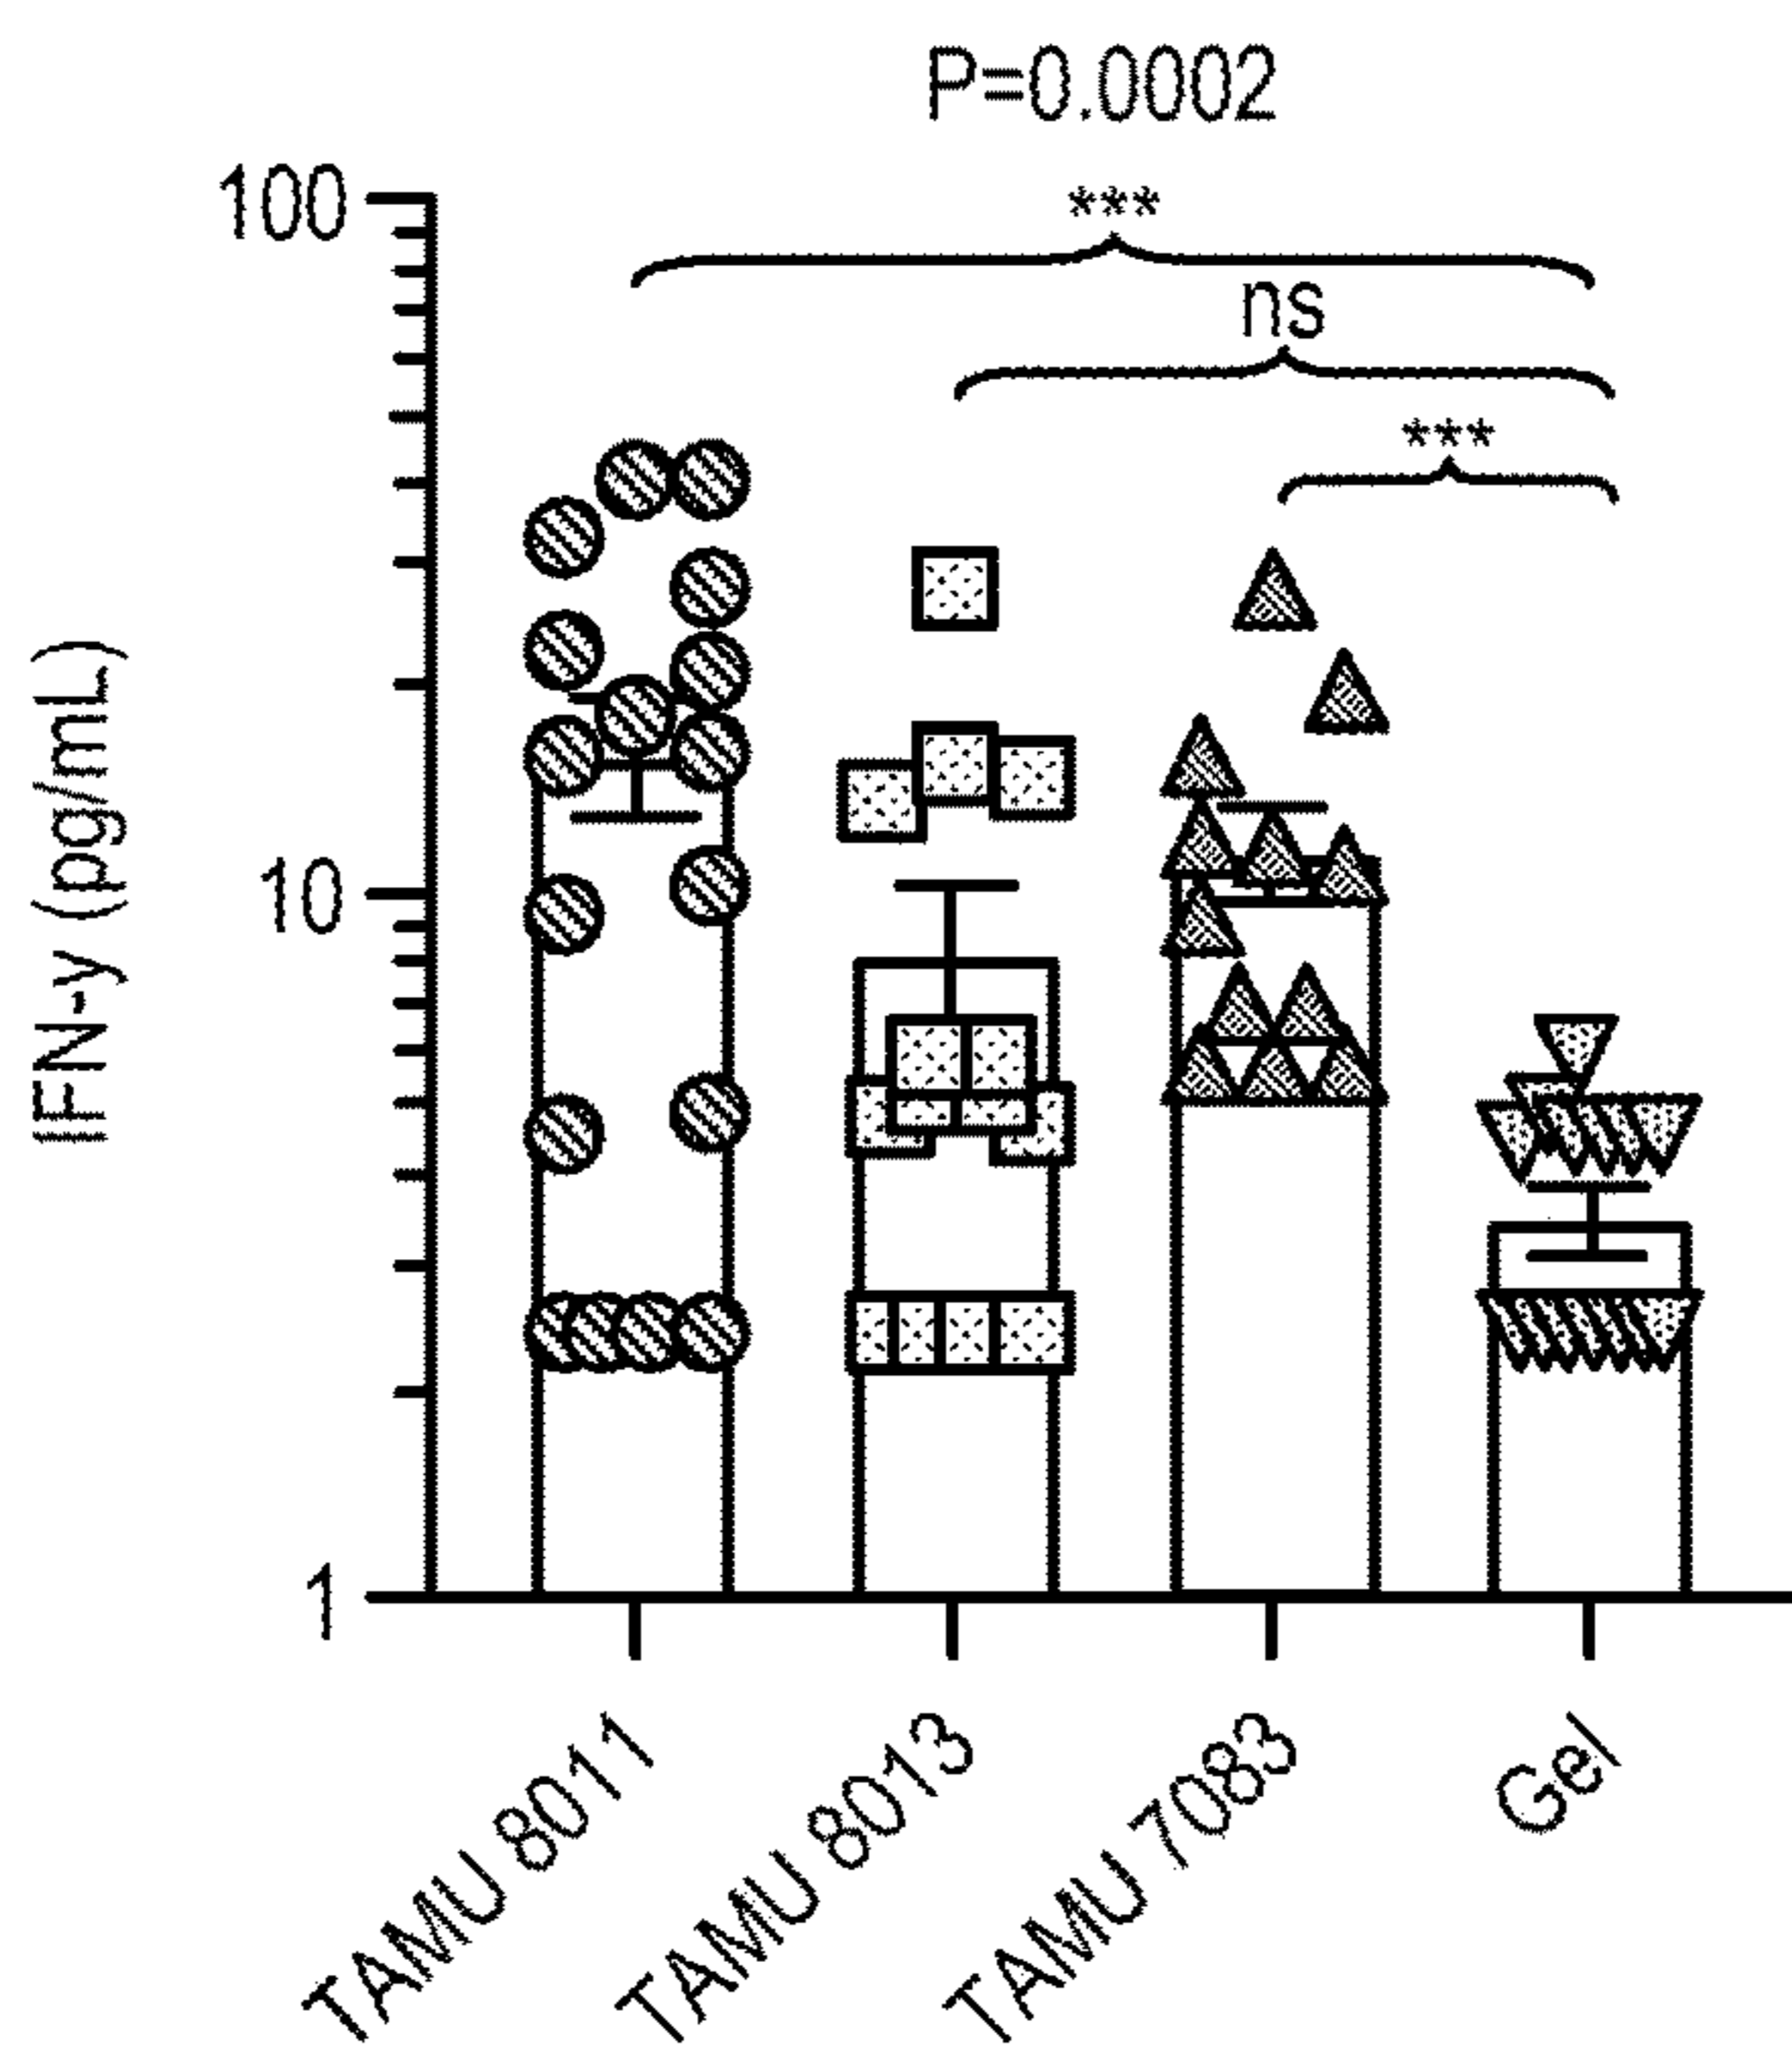 P=0.0002
***
ns
***
100
10
1
IFN-y (pg/mL)
TAMU 8011
TAMU 8013
TAMU 7083
Gel